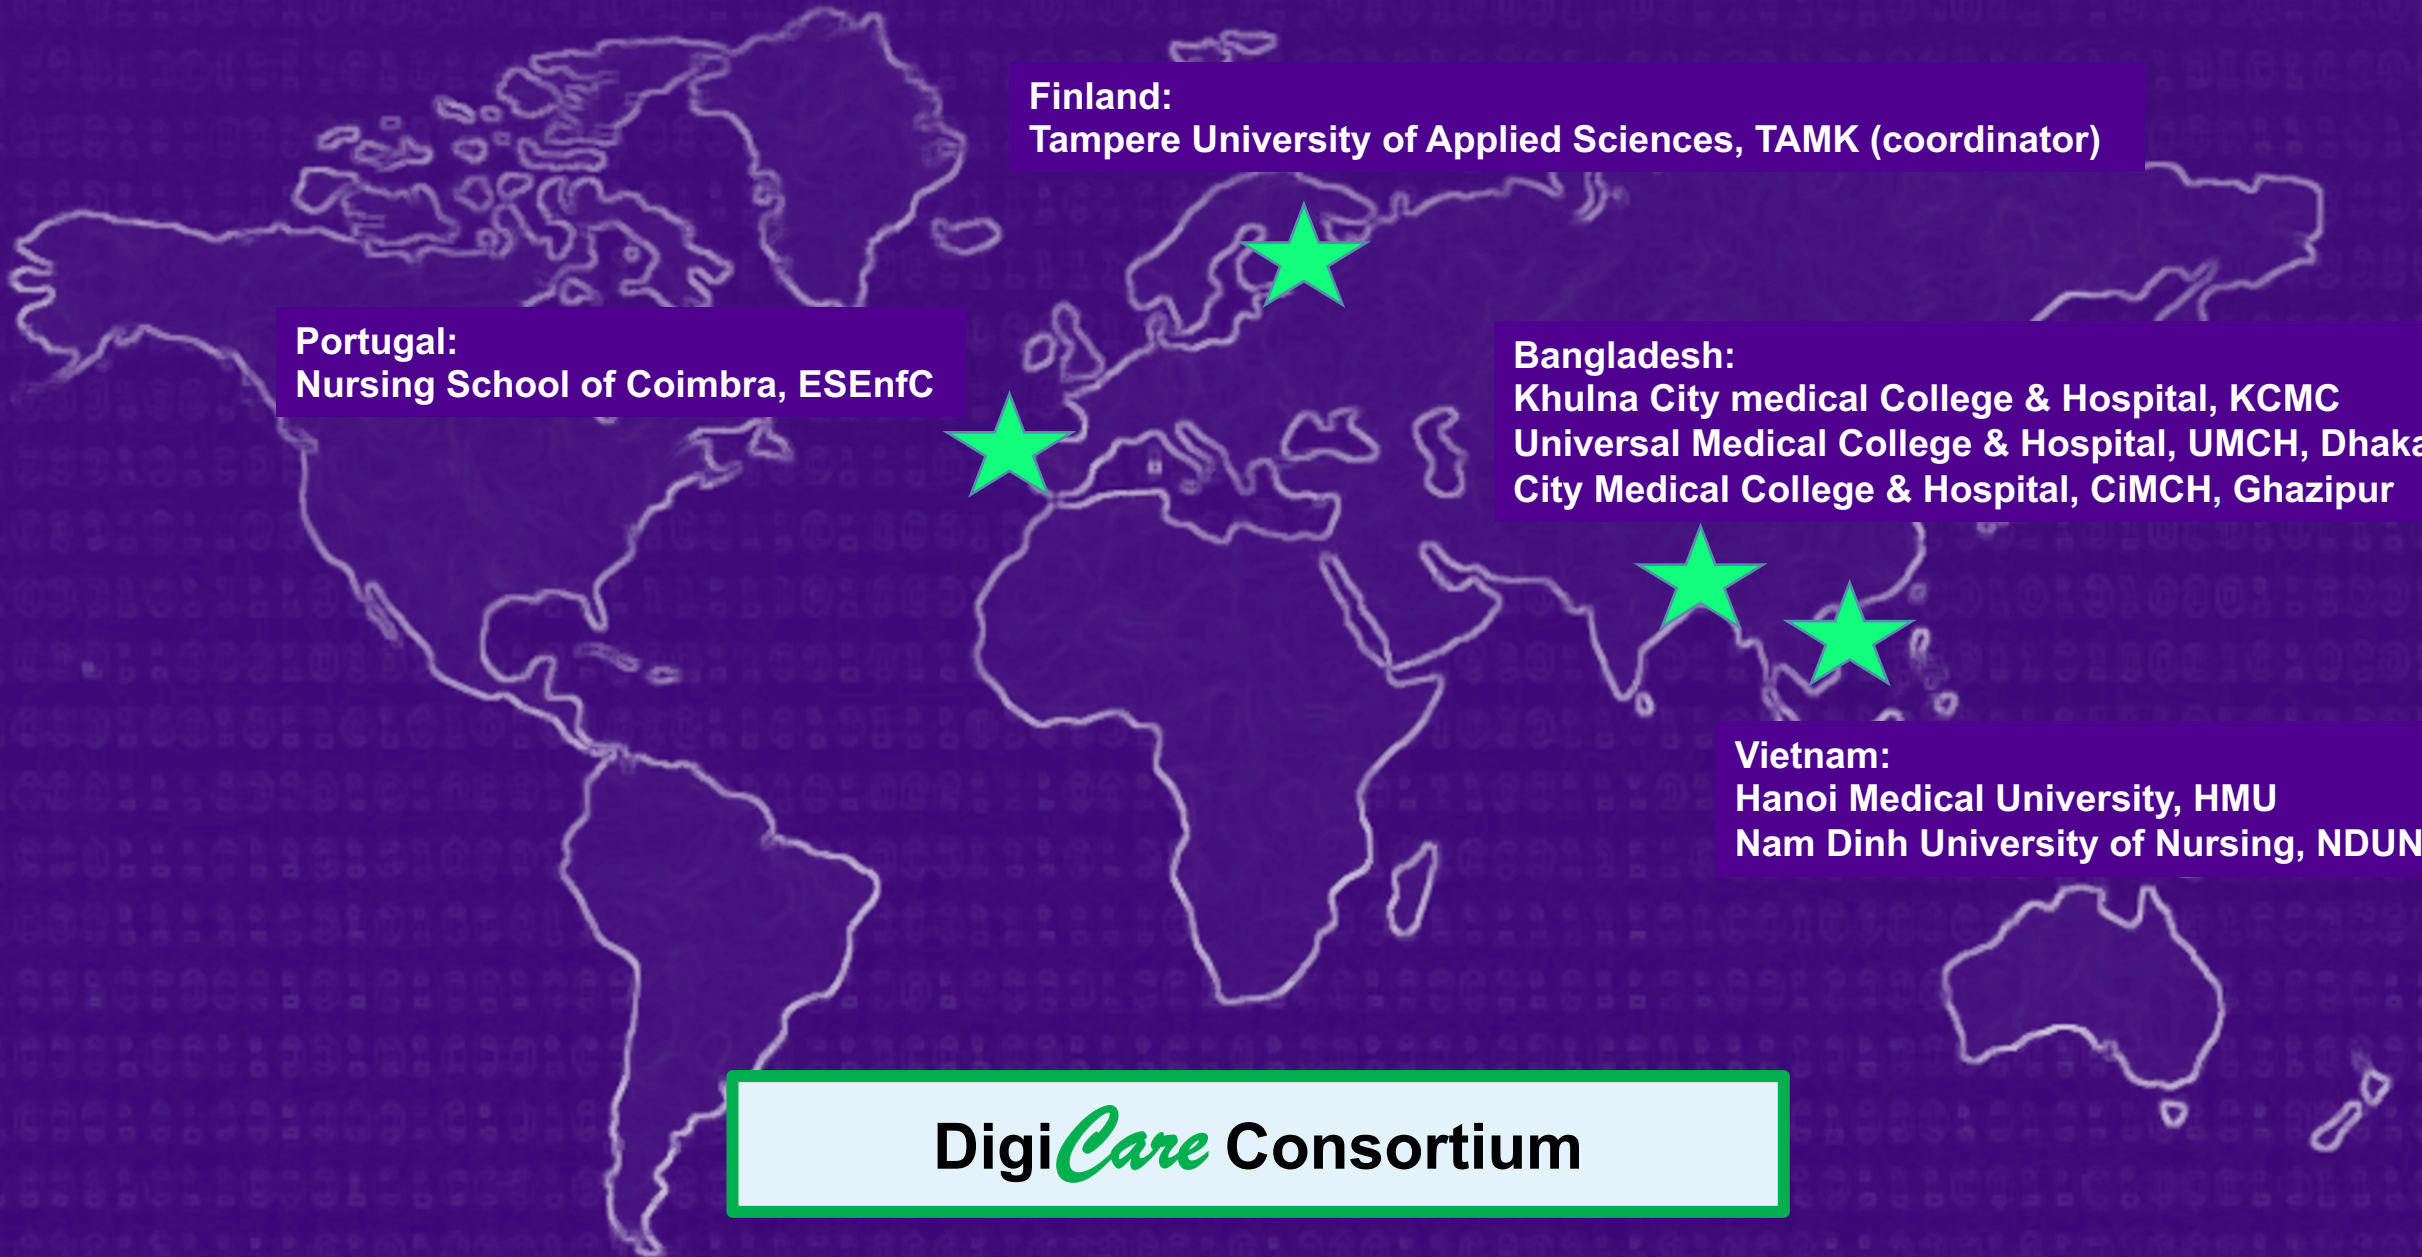 Finland:
Tampere University of Applied Sciences, TAMK (coordinator)
Portugal:
Nursing School of Coimbra, ESEnfC
Bangladesh:
Khulna City medical College & Hospital, KCMC
Universal Medical College & Hospital, UMCH, Dhaka
City Medical College & Hospital, CiMCH, Ghazipur
Vietnam:
Hanoi Medical University, HMU
Nam Dinh University of Nursing, NDUN
DigiCare Consortium